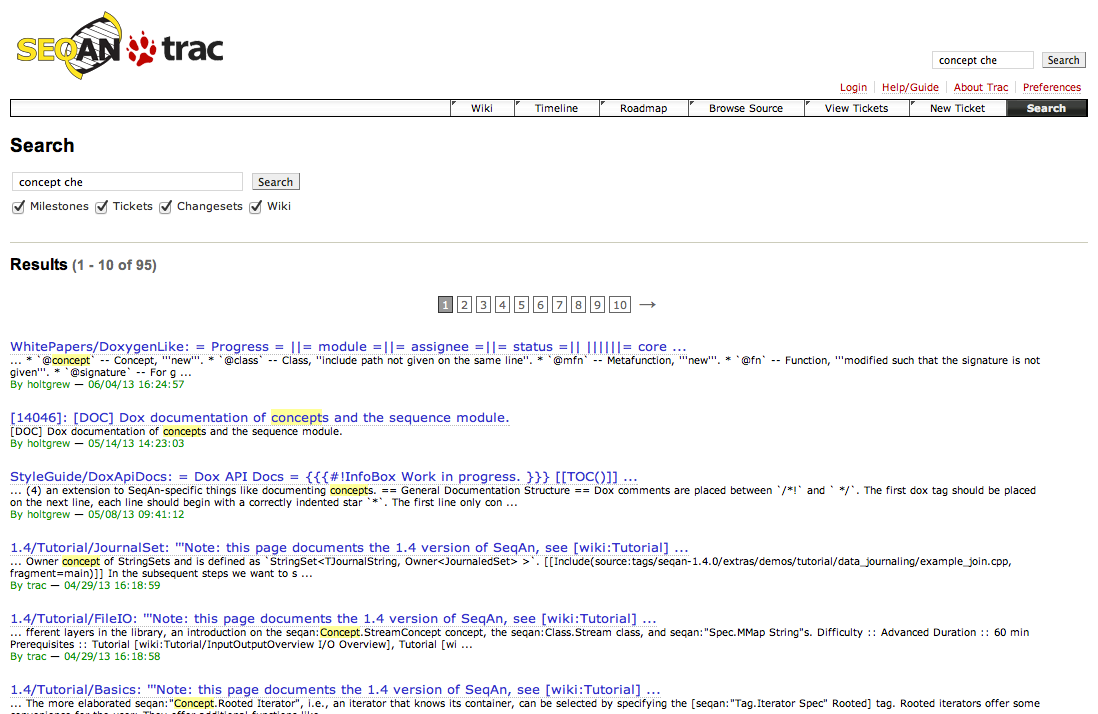 SEQAN trac
concept che Search
Login Help/Guide About Trac Preferences
Wiki Timeline Roadmap Browse Source View Tickets New Ticket Search
Search
concept che Search
Milestones Tickets Changesets Wiki
Results (1 - 10 of 95)
1 2 3 4 5 6 7 8 9 10 →
WhitePapers/DoxygenLike: = Progress = ||= module =||= assignee =||= status =|| ||||||= core ...
... * `@concept` -- Concept, '''new'''. * `@class` -- Class, ''include path not given on the same line''. * `@mfn` -- Metafunction, '''new'''. * `@fn` -- Function, '''modified such that the signature is not
given'''. * `@signature` -- For g ...
By holtgrew — 06/04/13 16:24:57
[14046]: [DOC] Dox documentation of concepts and the sequence module.
[DOC] Dox documentation of concepts and the sequence module.
By holtgrew — 05/14/13 14:23:03
StyleGuide/DoxApiDocs: = Dox API Docs = {{{#!InfoBox Work in progress. }}} [[TOC()]] ...
... (4) an extension to SeqAn-specific things like documenting concepts. == General Documentation Structure == Dox comments are placed between `/*!` and ` */`. The first dox tag should be placed
on the next line, each line should begin with a correctly indented star `*`. The first line only con ...
By holtgrew — 05/08/13 09:41:12
1.4/Tutorial/JournalSet: '''Note: this page documents the 1.4 version of SeqAn, see [wiki:Tutorial] ...
... Owner concept of StringSets and is defined as `StringSet<TJournalString, Owner<JournaledSet> >`. [[Include(source:tags/seqan-1.4.0/extras/demos/tutorial/data_journaling/example_join.cpp,
fragment=main)]] In the subsequent steps we want to s ...
By trac — 04/29/13 16:18:59
1.4/Tutorial/FileIO: '''Note: this page documents the 1.4 version of SeqAn, see [wiki:Tutorial] ...
... fferent layers in the library, an introduction on the seqan:Concept.StreamConcept concept, the seqan:Class.Stream class, and seqan:"Spec.MMap String"s. Difficulty :: Advanced Duration :: 60 min
Prerequisites :: Tutorial [wiki:Tutorial/InputOutputOverview I/O Overview], Tutorial [wi ...
By trac — 04/29/13 16:18:58
1.4/Tutorial/Basics: '''Note: this page documents the 1.4 version of SeqAn, see [wiki:Tutorial] ...
... The more elaborated seqan:"Concept.Rooted Iterator", i.e., an iterator that knows its container, can be selected by specifying the [seqan:"Tag.Iterator Spec" Rooted] tag. Rooted iterators offer some